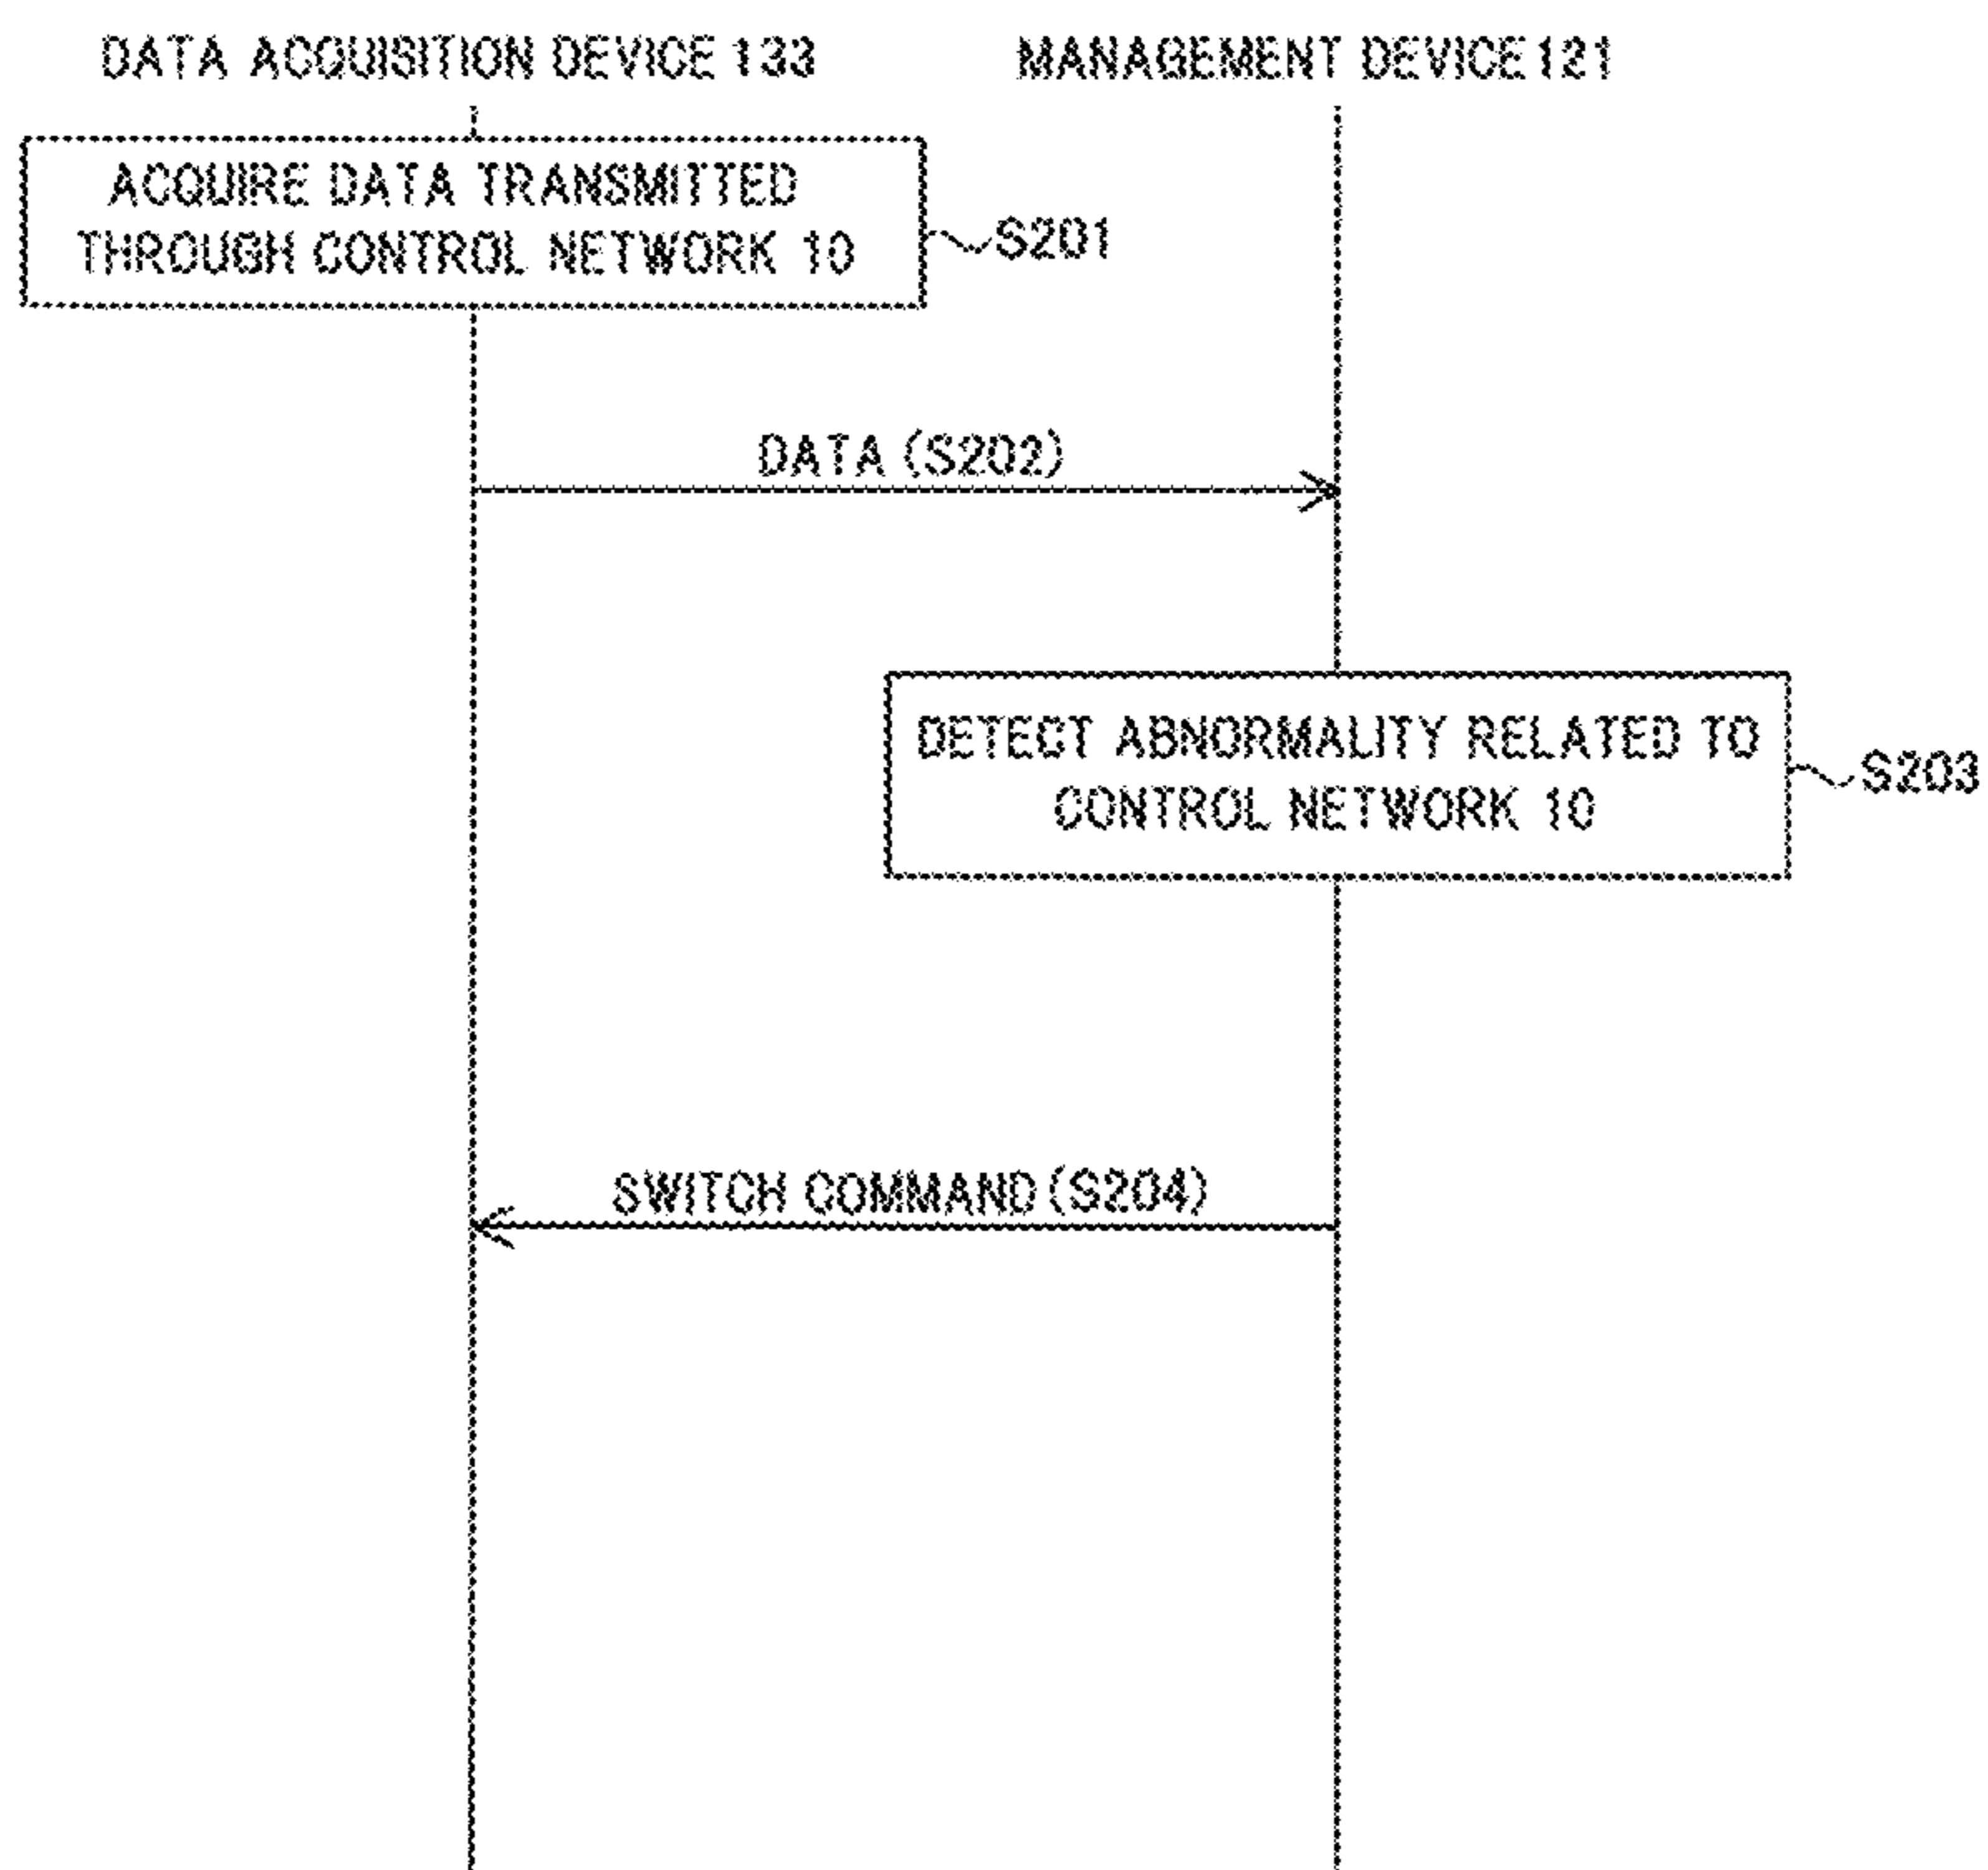 DATA ACQUISITION DEVICE 133
MANAGEMENT DEVICE 121
ACQUIRE DATA TRANSMITTED
THROUGH CONTROL NETWORK 10
S201
DATA (S202)
DETECT ABNORMALITY RELATED TO
CONTROL NETWORK 10
S203
SWITCH COMMAND (S204)